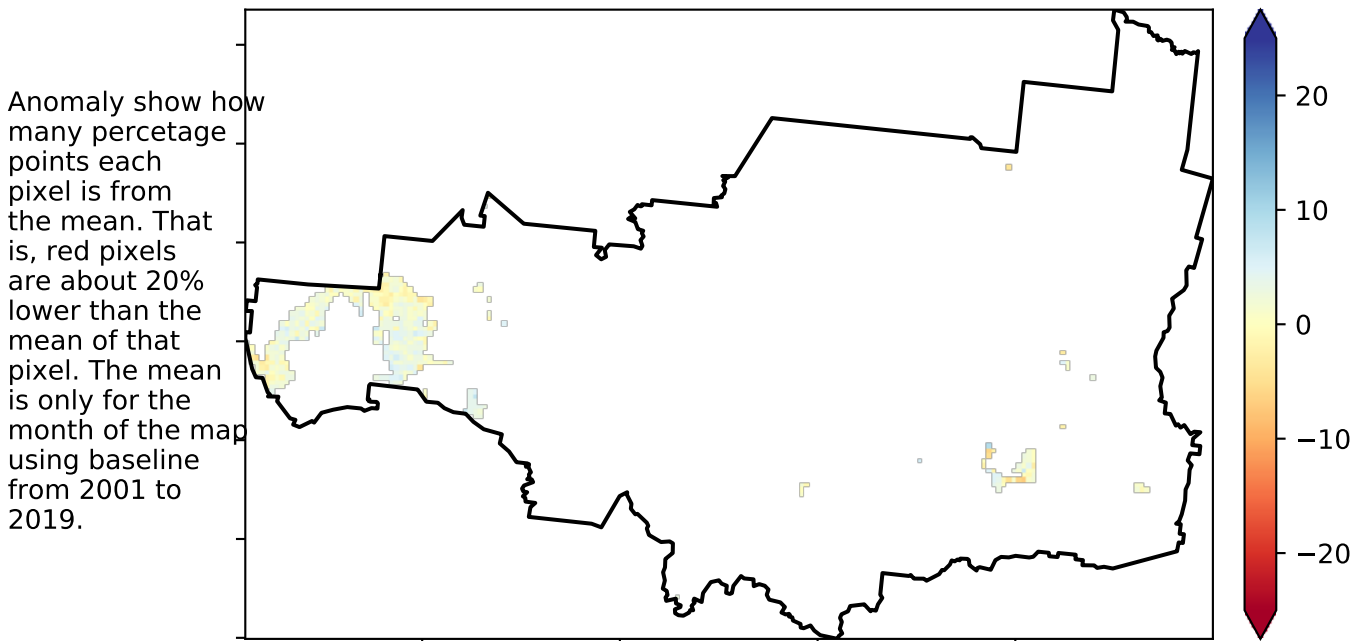 Anomaly show how
many percetage
points each
pixel is from
the mean. That
is, red pixels
are about 20%
lower than the
mean of that
pixel. The mean
is only for the
month of the map
using baseline
from 2001 to
2019.
20
10
0
−10
−20